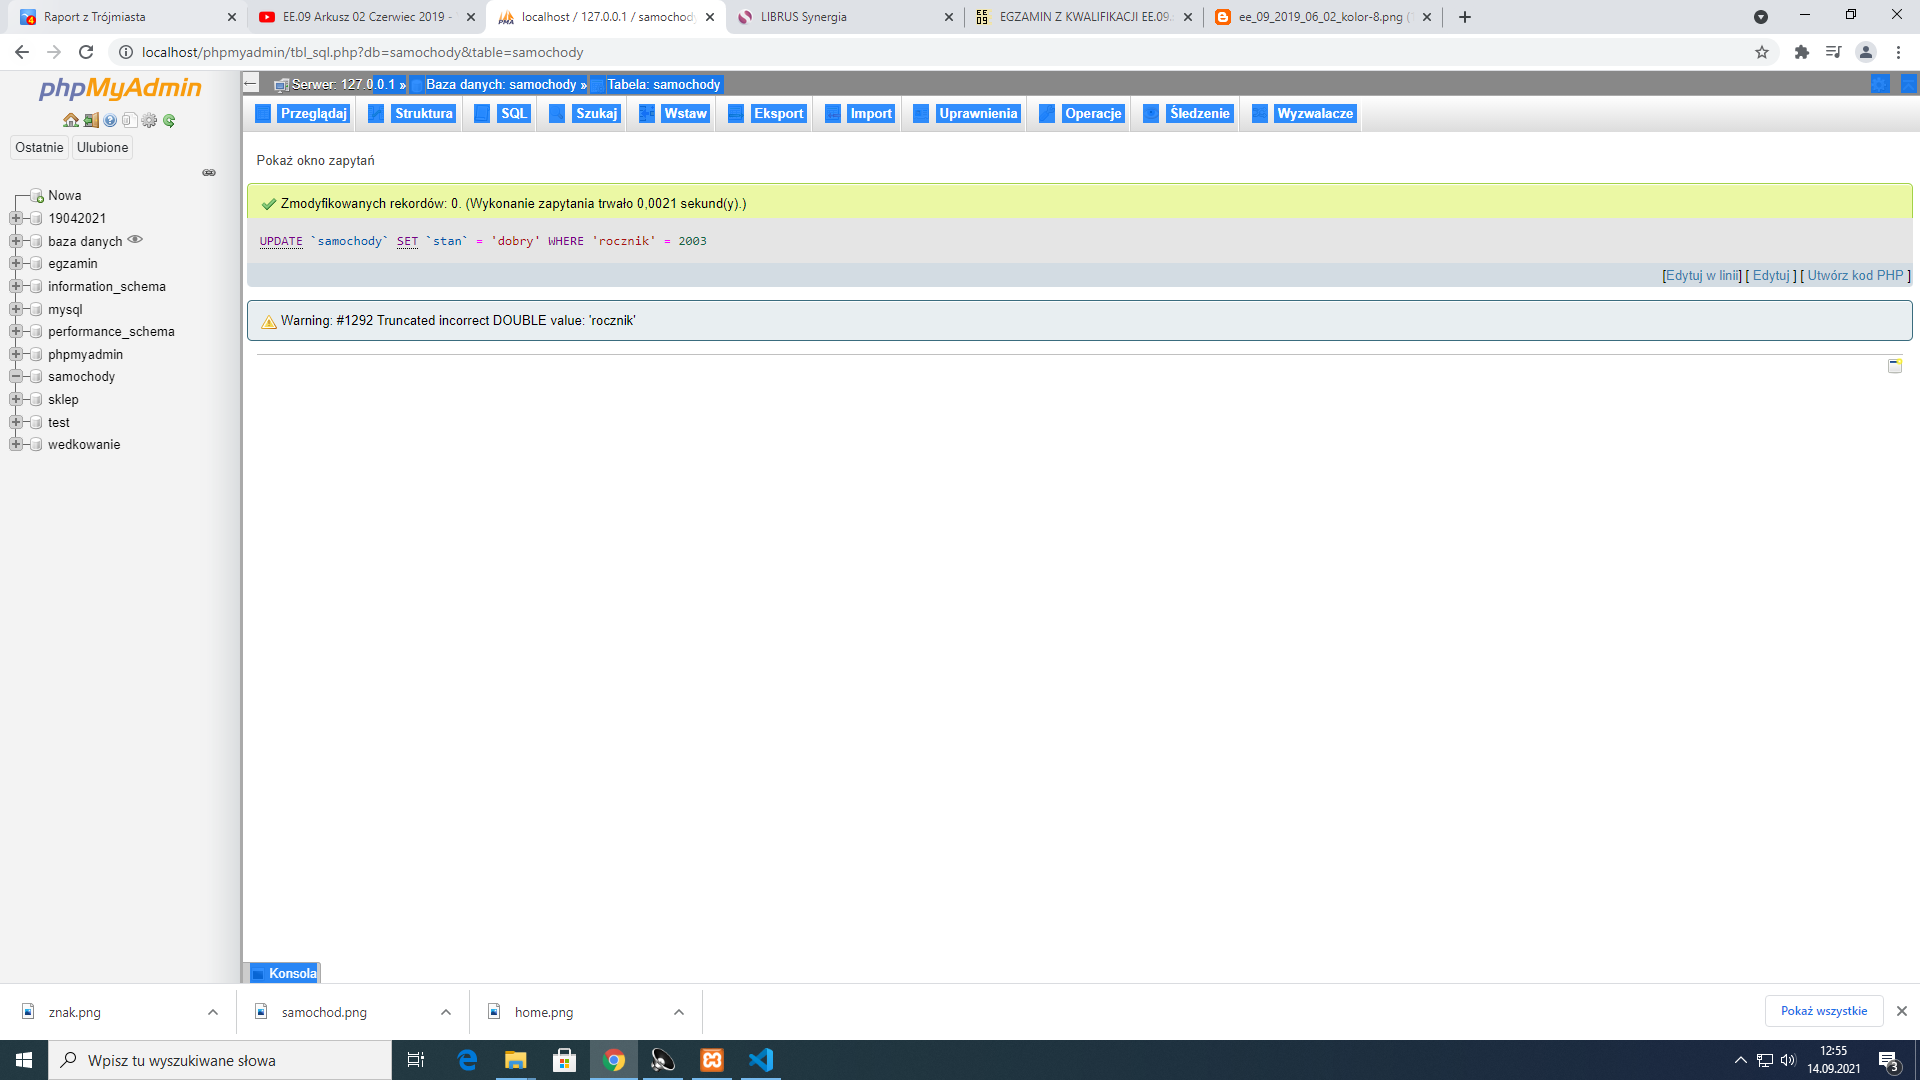 Raport z Trójmiasta
EE.09 Arkusz 02 Czerwiec 2019 -
localhost / 127.0.0.1 / samochody
LIBRUS Synergia
EGZAMIN Z KWALIFIKACJI EE.09.
ee_09_2019_06_02_kolor-8.png (
localhost/phpmyadmin/tbl_sql.php?db=samochody&table=samochody
phpMyAdmin
Ostatnie
Ulubione
Nowa
19042021
baza danych
egzamin
information_schema
mysql
performance_schema
phpmyadmin
samochody
sklep
test
wedkowanie
Serwer: 127.0.0.1 » Baza danych: samochody » Tabela: samochody
Przeglądaj Struktura SQL Szukaj Wstaw Eksport Import Uprawnienia Operacje Śledzenie Wyzwalacze
Pokaż okno zapytań
Zmodyfikowanych rekordów: 0. (Wykonanie zapytania trwało 0,0021 sekund(y).)
UPDATE `samochody` SET `stan` = 'dobry' WHERE 'rocznik' = 2003
[Edytuj w linii] [ Edytuj ] [ Utwórz kod PHP ]
Warning: #1292 Truncated incorrect DOUBLE value: 'rocznik'
Konsola
znak.png
samochod.png
home.png
Pokaż wszystkie
Wpisz tu wyszukiwane słowa
12:55
14.09.2021
3